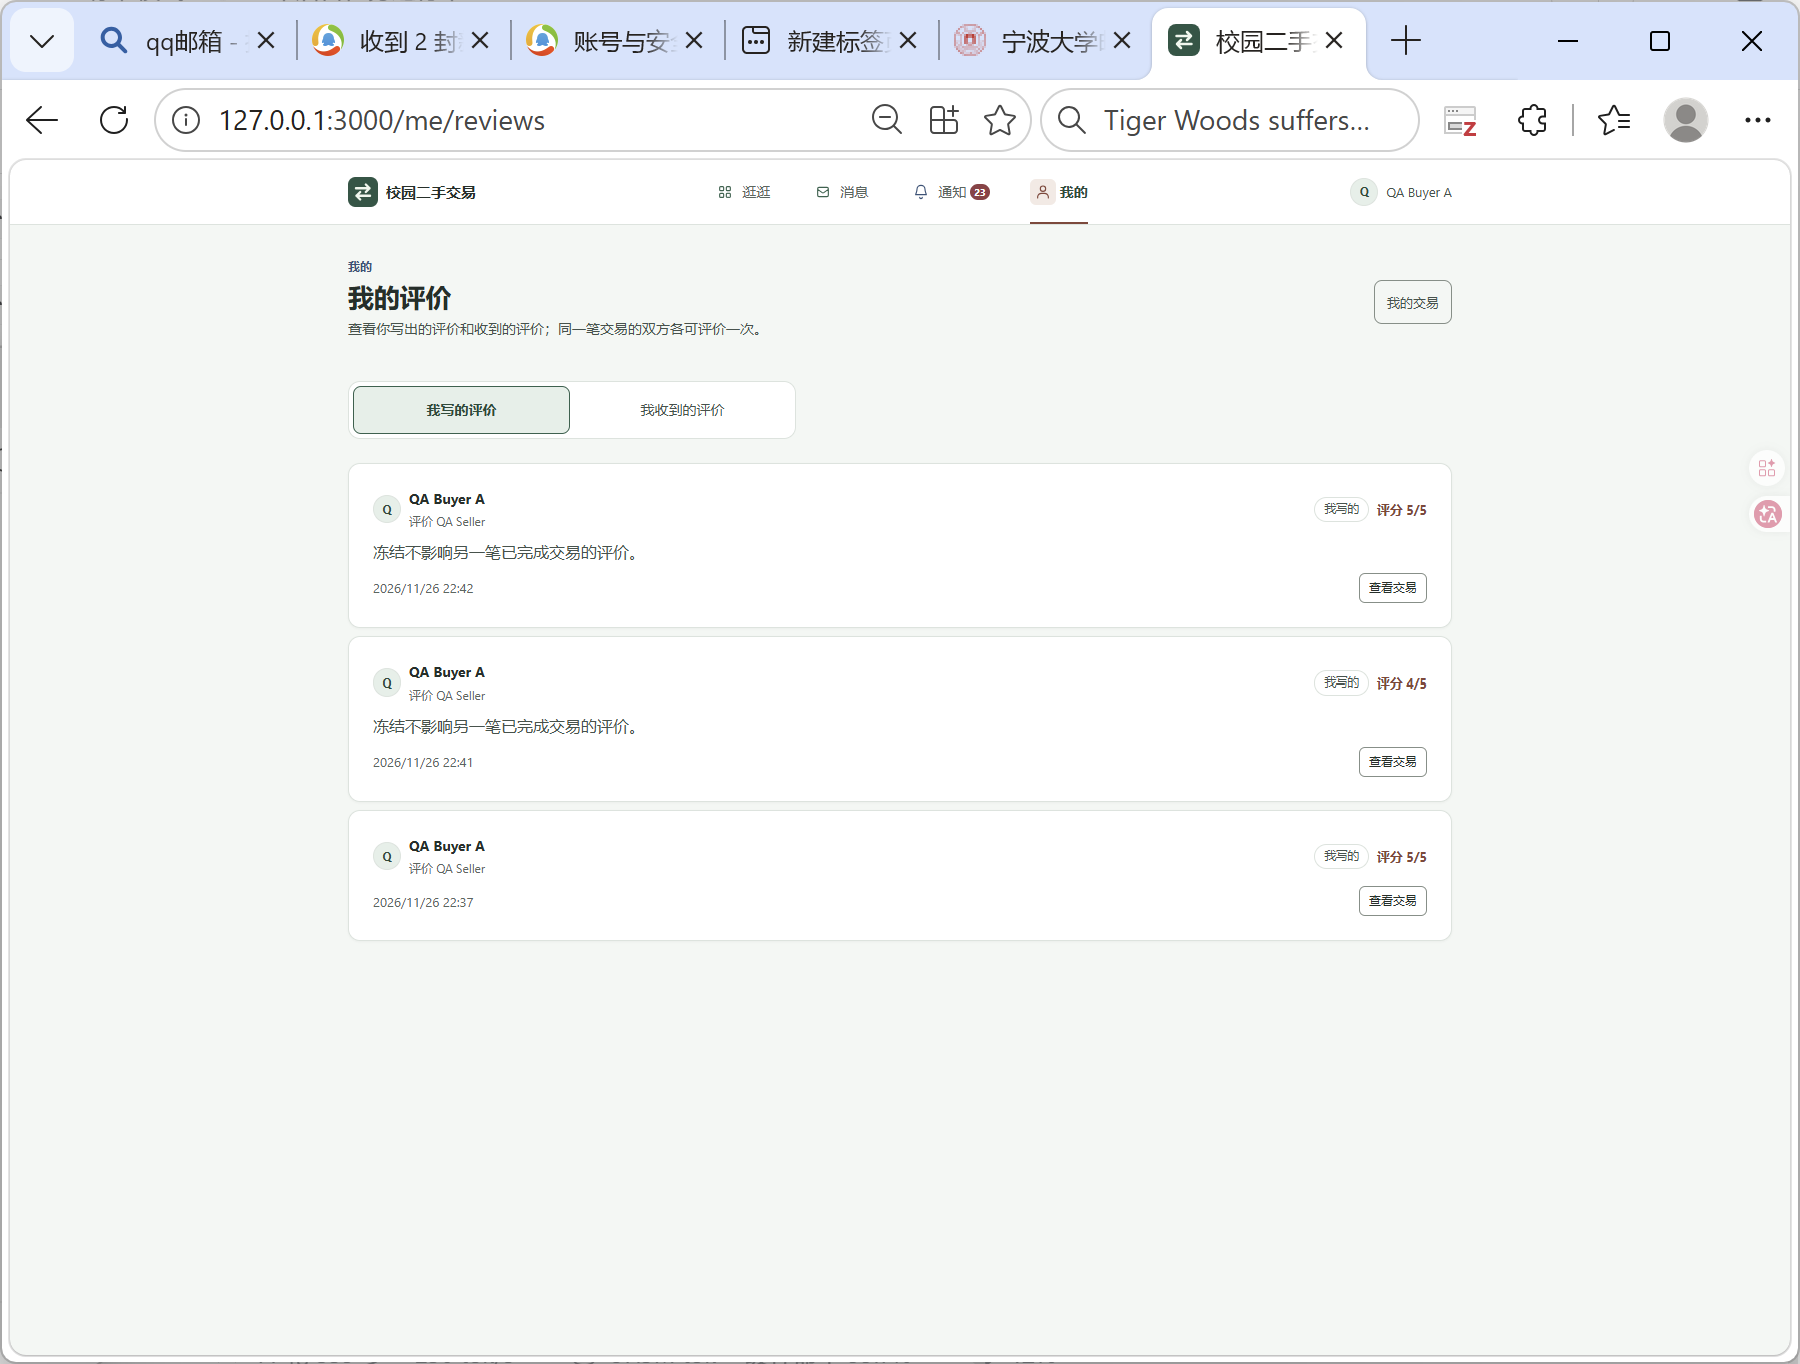 qq邮箱 -
收到 2 封
账号与安全
新建标签页
宁波大学
校园二手
127.0.0.1:3000/me/reviews
Tiger Woods suffers...
校园二手交易
逛逛
消息
通知 23
我的
Q QA Buyer A
我的
我的评价
查看你写出的评价和收到的评价；同一笔交易的双方各可评价一次。
我的交易
我写的评价
我收到的评价
Q
QA Buyer A
评价 QA Seller
我写的 评分 5/5
冻结不影响另一笔已完成交易的评价。
2026/11/26 22:42
查看交易
Q
QA Buyer A
评价 QA Seller
我写的 评分 4/5
冻结不影响另一笔已完成交易的评价。
2026/11/26 22:41
查看交易
Q
QA Buyer A
评价 QA Seller
我写的 评分 5/5
2026/11/26 22:37
查看交易